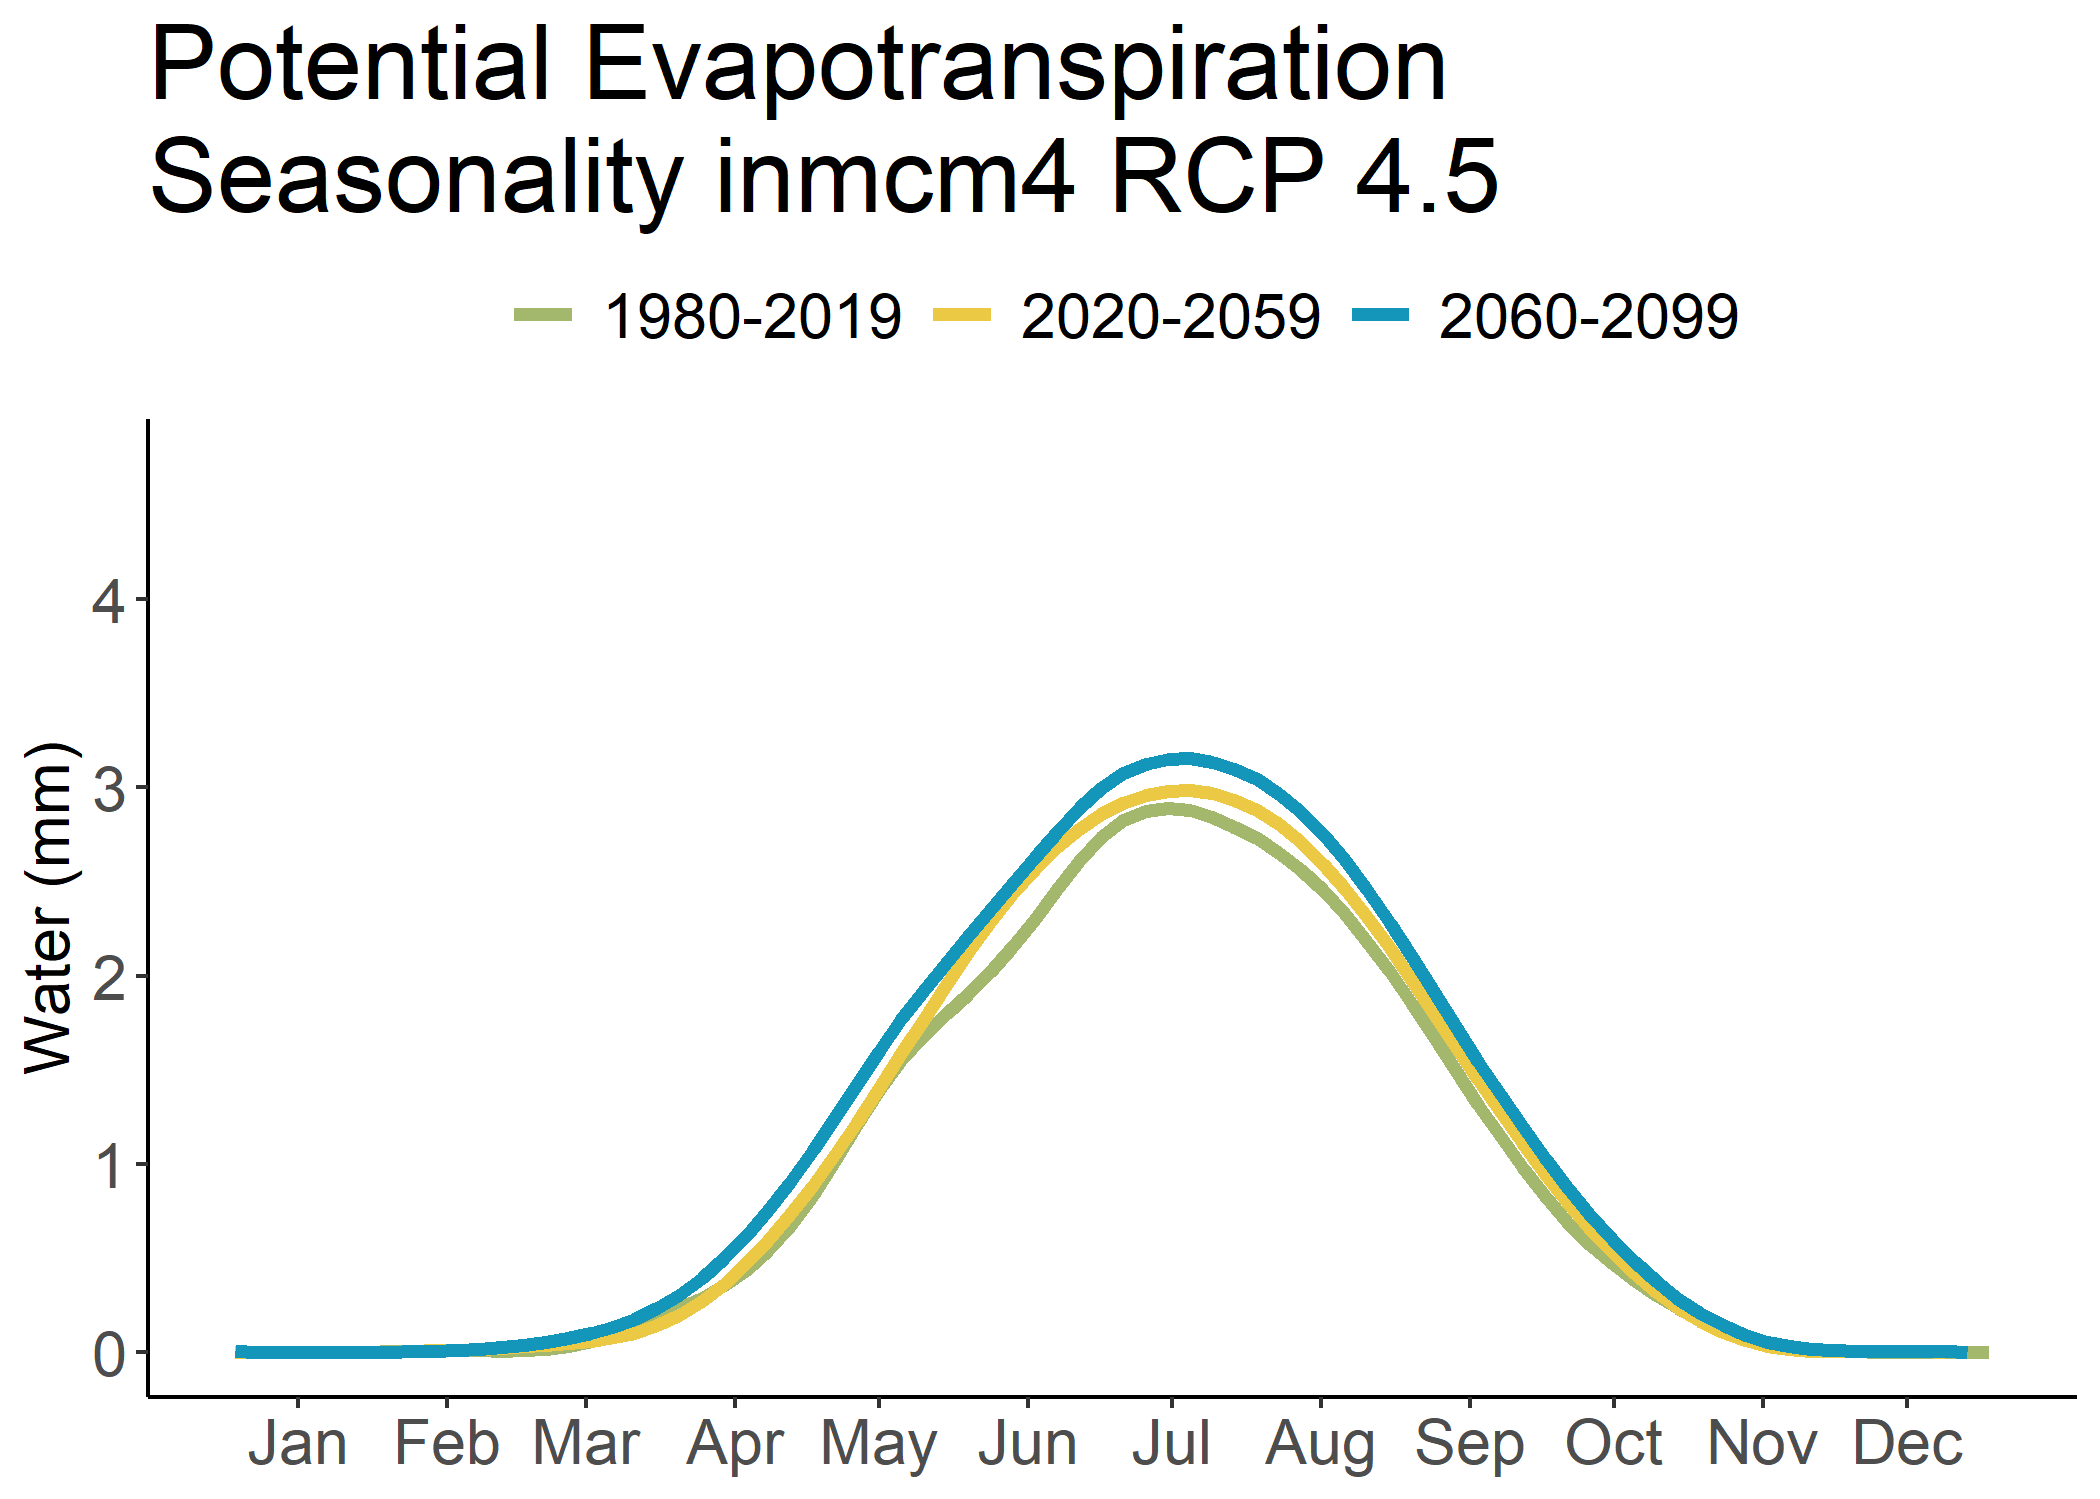 Potential Evapotranspiration
Seasonality inmcm4 RCP 4.5
1980-2019 2020-2059 2060-2099
Water (mm)
4
3
2
1
0
Jan Feb Mar Apr May Jun Jul Aug Sep Oct Nov Dec